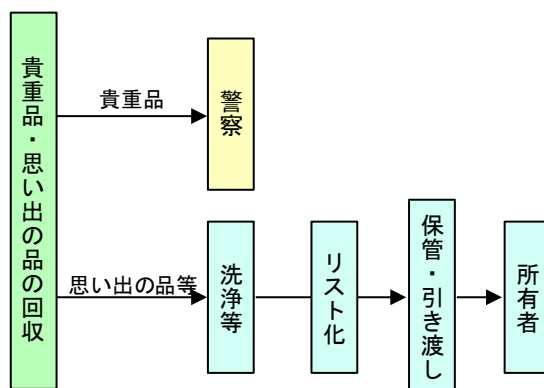 貴重品・思い出の品の回収
貴重品
警察
思い出の品等
洗浄等
リスト化
保管・引き渡し
所有者